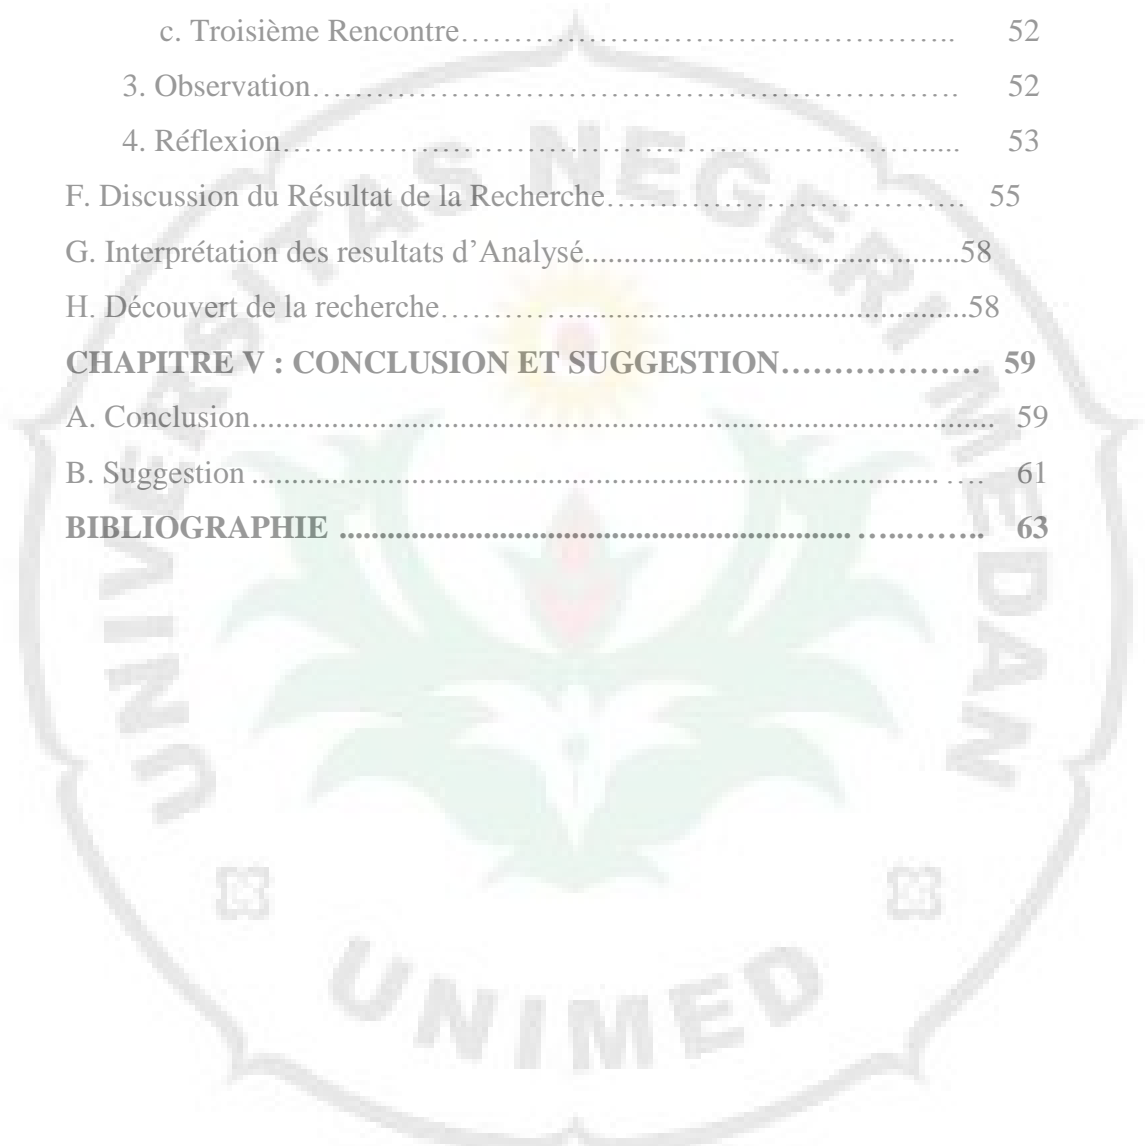 c. Troisième Rencontre…………………………………………….. 52
3. Observation………………………………………………………. 52
4. Réflexion………………………………………………………..... 53
F. Discussion du Résultat de la Recherche……………………………. 55
G. Interprétation des resultats d’Analysé...............................................58
H. Découvert de la recherche…………...................................................58
CHAPITRE V : CONCLUSION ET SUGGESTION……………….. 59
A. Conclusion............................................................................................. 59
B. Suggestion ...................................................................................... …. 61
BIBLIOGRAPHIE ................................................................ …..…….. 63
UNIVERSITAS NEGERI MEDAN
UNIMED